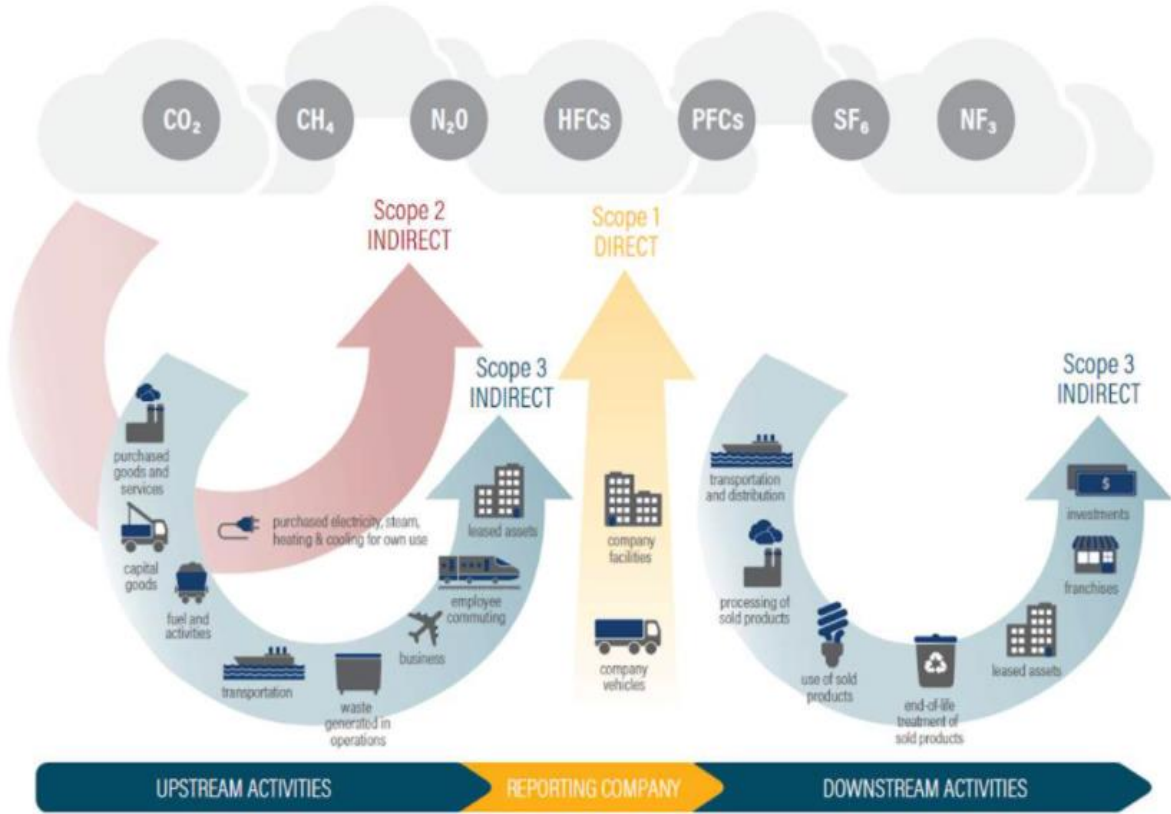 CO₂
CH₄
N₂O
HFCs
PFCs
SF₆
NF₃
Scope 2
INDIRECT
Scope 1
DIRECT
Scope 3
INDIRECT
Scope 3
INDIRECT
purchased
goods and
services
capital
goods
fuel and
activities
transportation
waste
generated in
operations
business
employee
commuting
leased assets
purchased electricity, steam,
heating & cooling for own use
company
facilities
company
vehicles
transportation
and distribution
processing of
sold products
use of sold
products
end-of-life
treatment of
sold products
leased assets
franchises
$
investments
UPSTREAM ACTIVITIES
REPORTING COMPANY
DOWNSTREAM ACTIVITIES